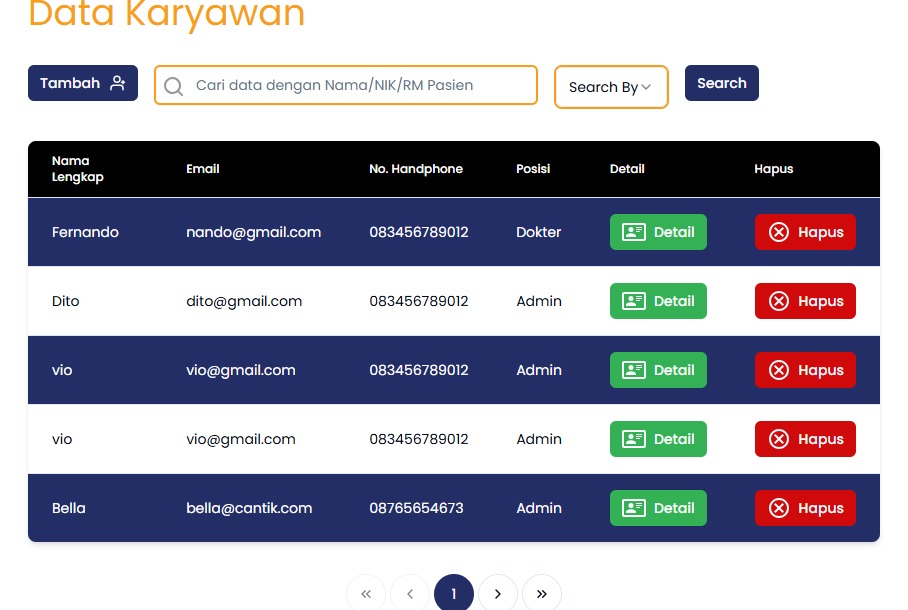 Data Karyawan
Tambah Cari data dengan Nama/NIK/RM Pasien Search By Search
Nama Lengkap Email No. Handphone Posisi Detail Hapus
Fernando nando@gmail.com 083456789012 Dokter Detail Hapus
Dito dito@gmail.com 083456789012 Admin Detail Hapus
vio vio@gmail.com 083456789012 Admin Detail Hapus
vio vio@gmail.com 083456789012 Admin Detail Hapus
Bella bella@cantik.com 08765654673 Admin Detail Hapus
« ‹ 1 › »